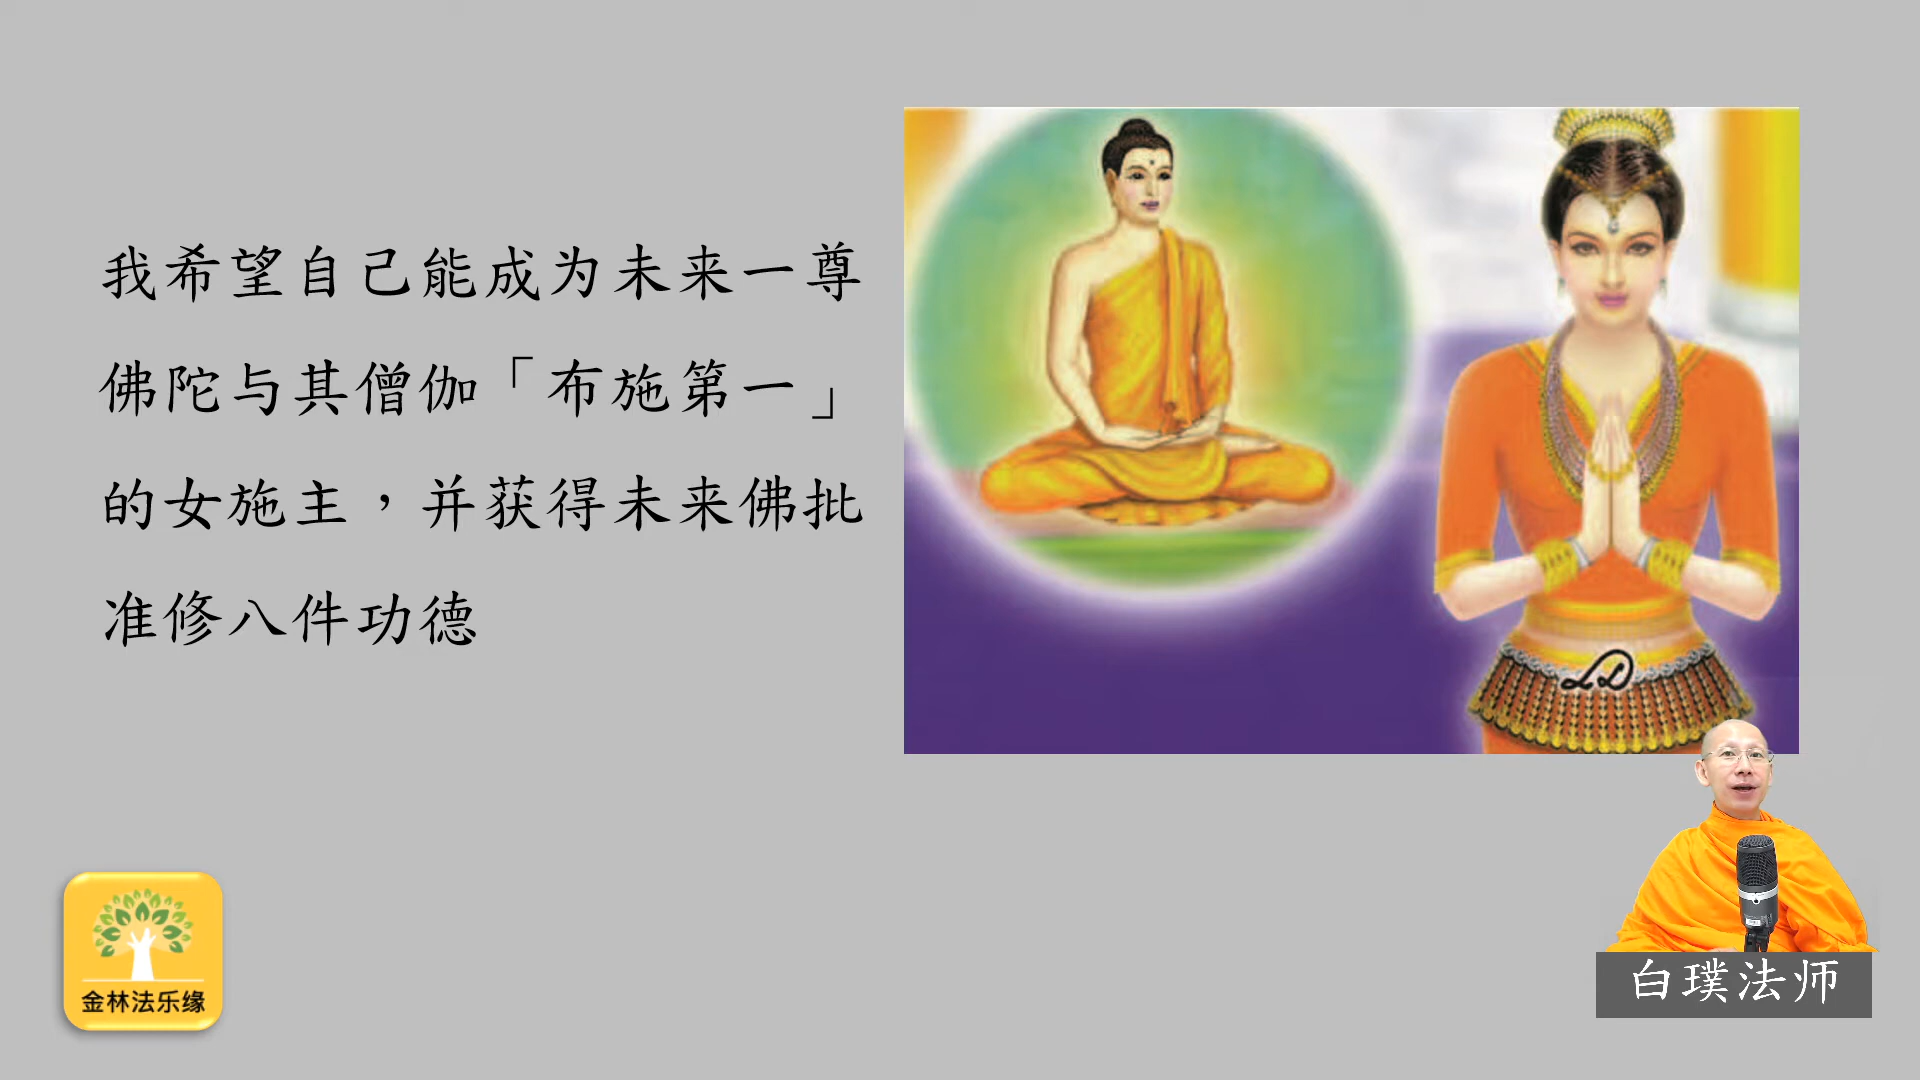 我希望自己能成为未来一尊
佛陀与其僧伽「布施第一」
的女施主，并获得未来佛批
准修八件功德
金林法乐缘
白璞法师